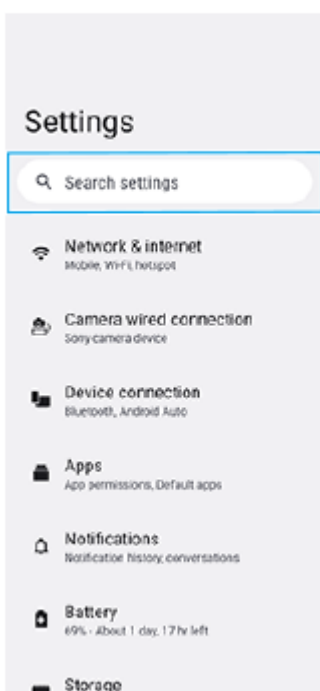 Settings
Search settings
Network & internet
Mobile, Wi-Fi, hotspot
Camera wired connection
Sony camera device
Device connection
Bluetooth, Android Auto
Apps
App permissions, Default apps
Notifications
Notification history, conversations
Battery
69% - About 1 day, 17 hr left
Storage